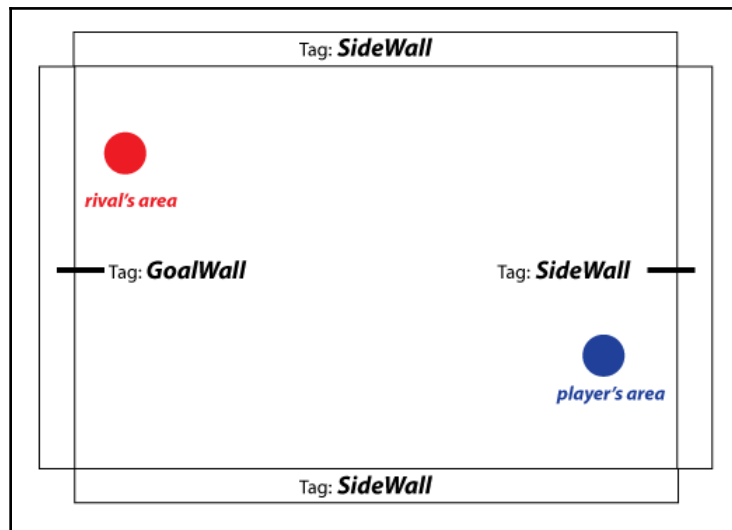 Tag: SideWall
rival's area
Tag: GoalWall
Tag: SideWall
player's area
Tag: SideWall